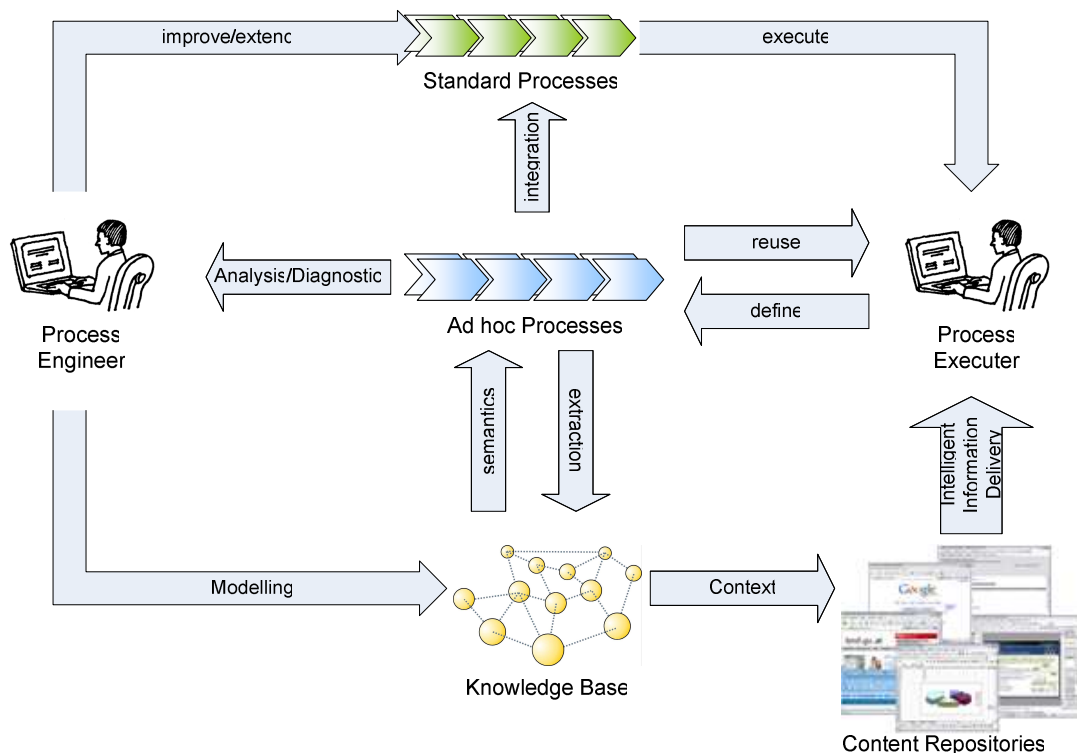 improve/extend
execute
Standard Processes
integration
Analysis/Diagnostic
reuse
define
Ad hoc Processes
Process
Engineer
Process
Executer
semantics
extraction
Intelligent
Information
Delivery
Modelling
Context
Google
Knowledge Base
Content Repositories